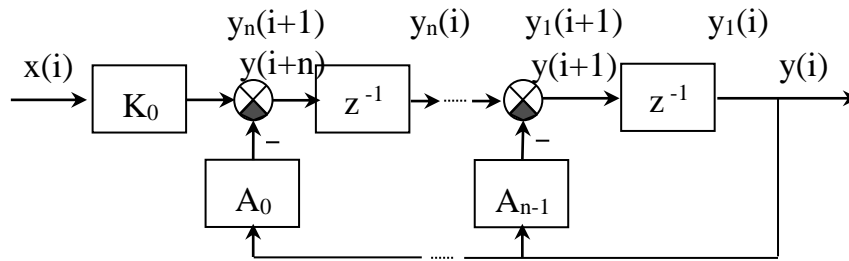 yₙ(i+1) yₙ(i) y₁(i+1) y₁(i)
x(i) y(i+n) y(i+1) y(i)
K₀ z⁻¹ z⁻¹
– –
A₀ Aₙ₋₁